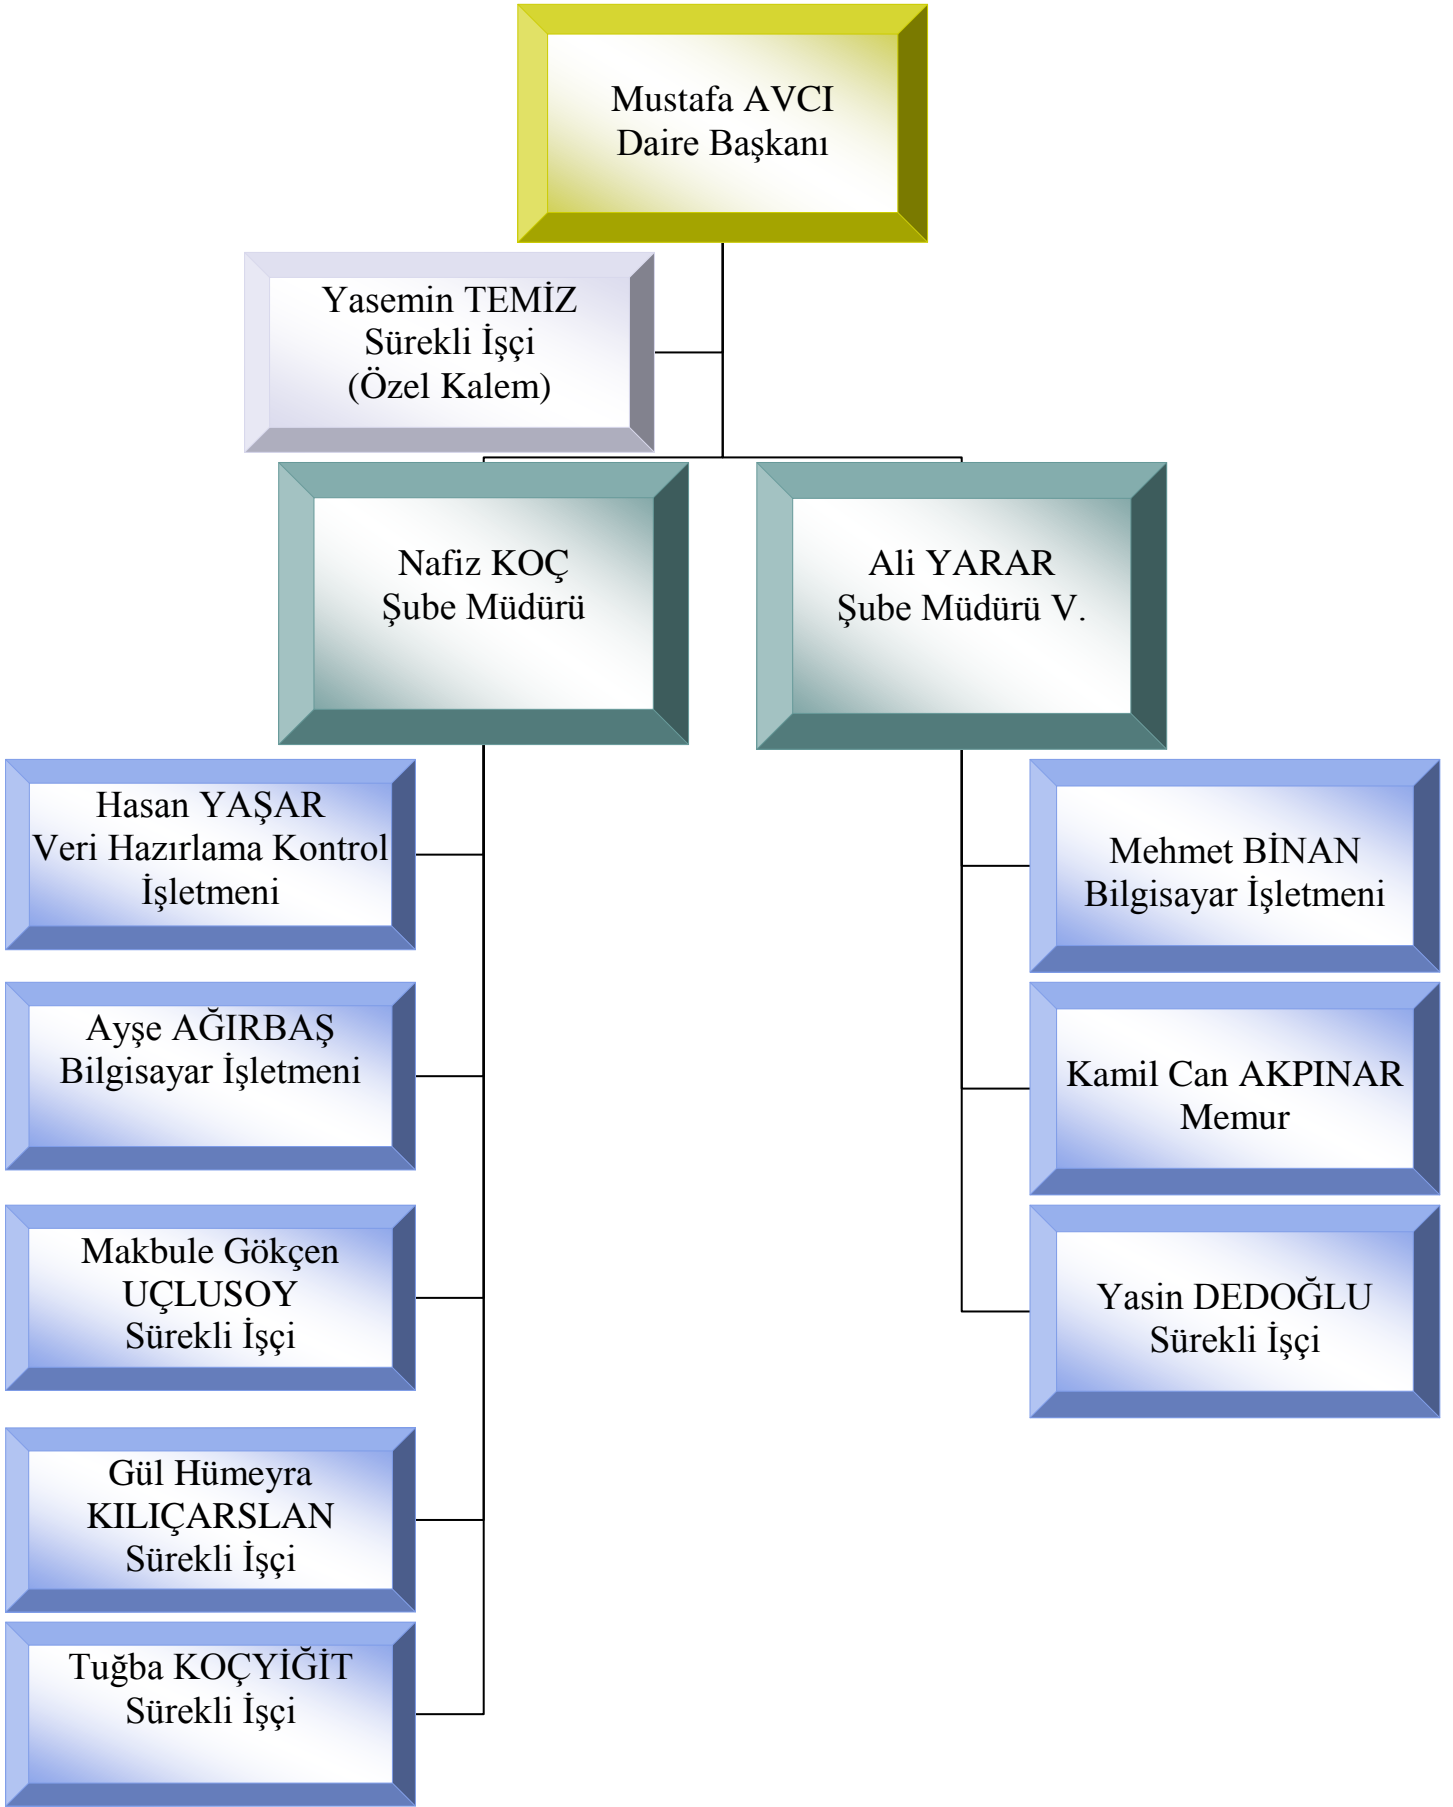 Mustafa AVCI
Daire Başkanı
Yasemin TEMİZ
Sürekli İşçi
(Özel Kalem)
Nafiz KOÇ
Şube Müdürü
Ali YARAR
Şube Müdürü V.
Hasan YAŞAR
Veri Hazırlama Kontrol
İşletmeni
Ayşe AĞIRBAŞ
Bilgisayar İşletmeni
Makbule Gökçen
UÇLUSOY
Sürekli İşçi
Gül Hümeyra
KILIÇARSLAN
Sürekli İşçi
Tuğba KOÇYİĞİT
Sürekli İşçi
Mehmet BİNAN
Bilgisayar İşletmeni
Kamil Can AKPINAR
Memur
Yasin DEDOĞLU
Sürekli İşçi